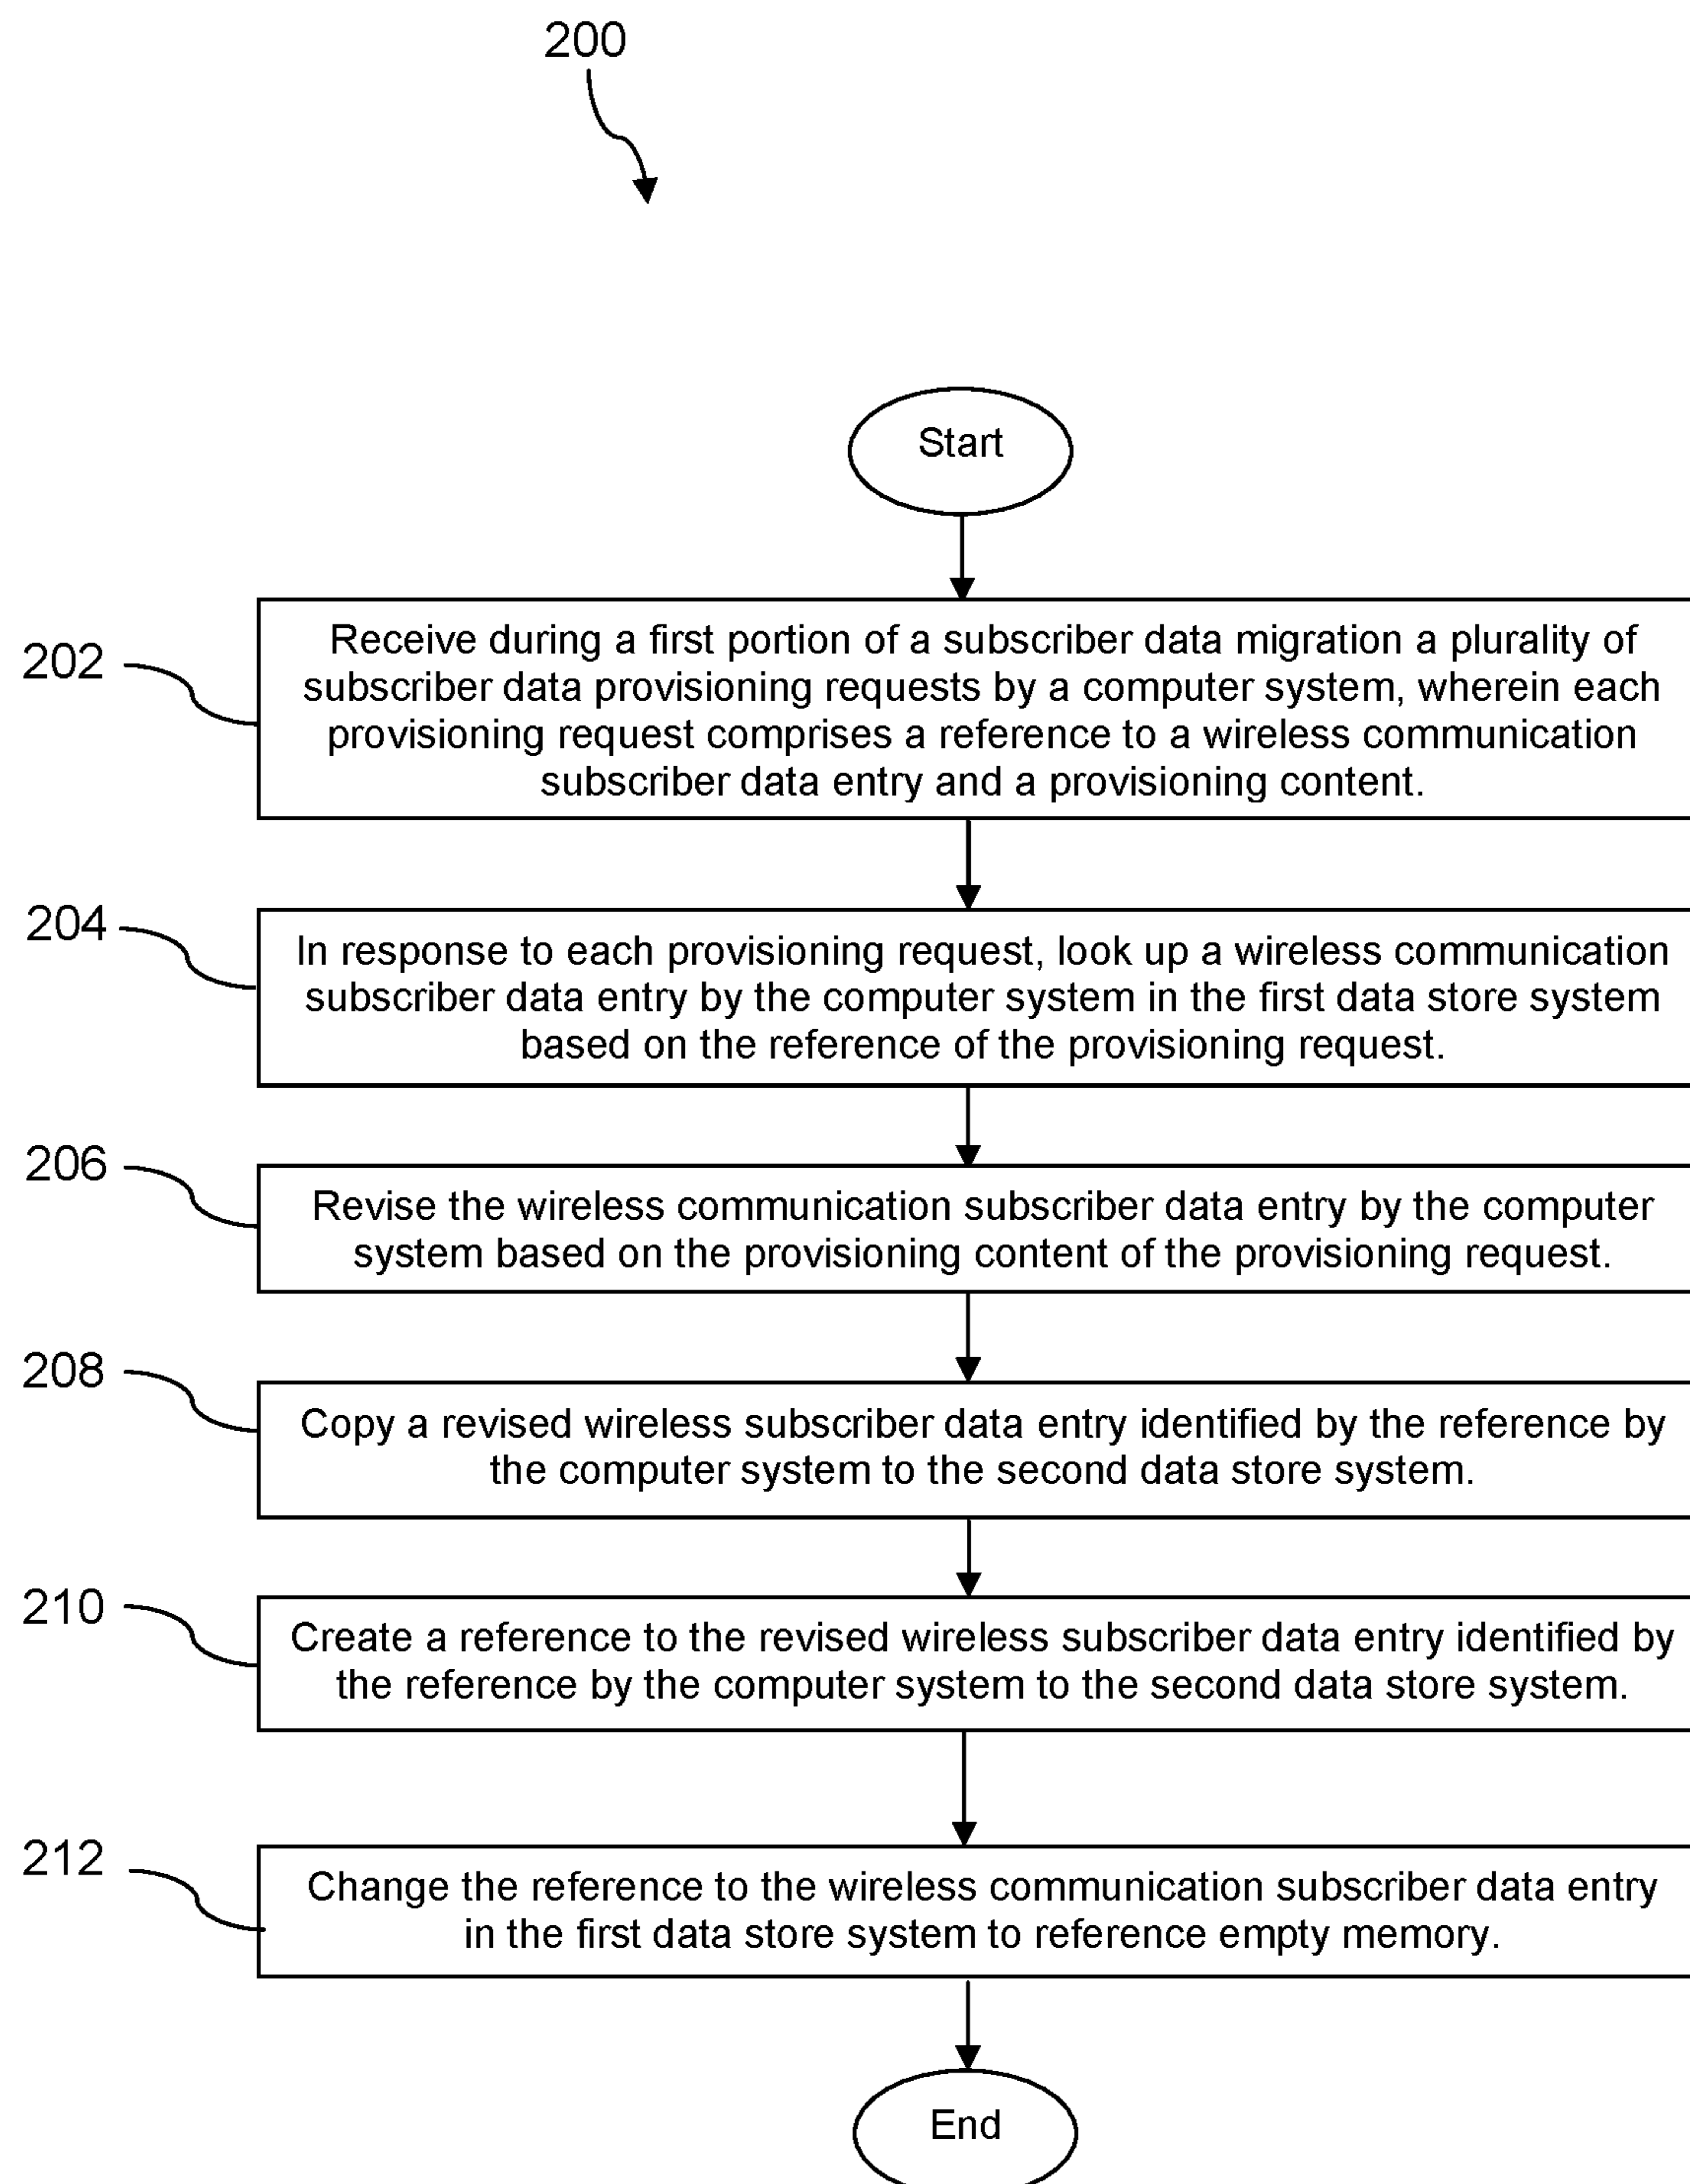 200
Start
202
Receive during a first portion of a subscriber data migration a plurality of
subscriber data provisioning requests by a computer system, wherein each
provisioning request comprises a reference to a wireless communication
subscriber data entry and a provisioning content.
204
In response to each provisioning request, look up a wireless communication
subscriber data entry by the computer system in the first data store system
based on the reference of the provisioning request.
206
Revise the wireless communication subscriber data entry by the computer
system based on the provisioning content of the provisioning request.
208
Copy a revised wireless subscriber data entry identified by the reference by
the computer system to the second data store system.
210
Create a reference to the revised wireless subscriber data entry identified by
the reference by the computer system to the second data store system.
212
Change the reference to the wireless communication subscriber data entry
in the first data store system to reference empty memory.
End